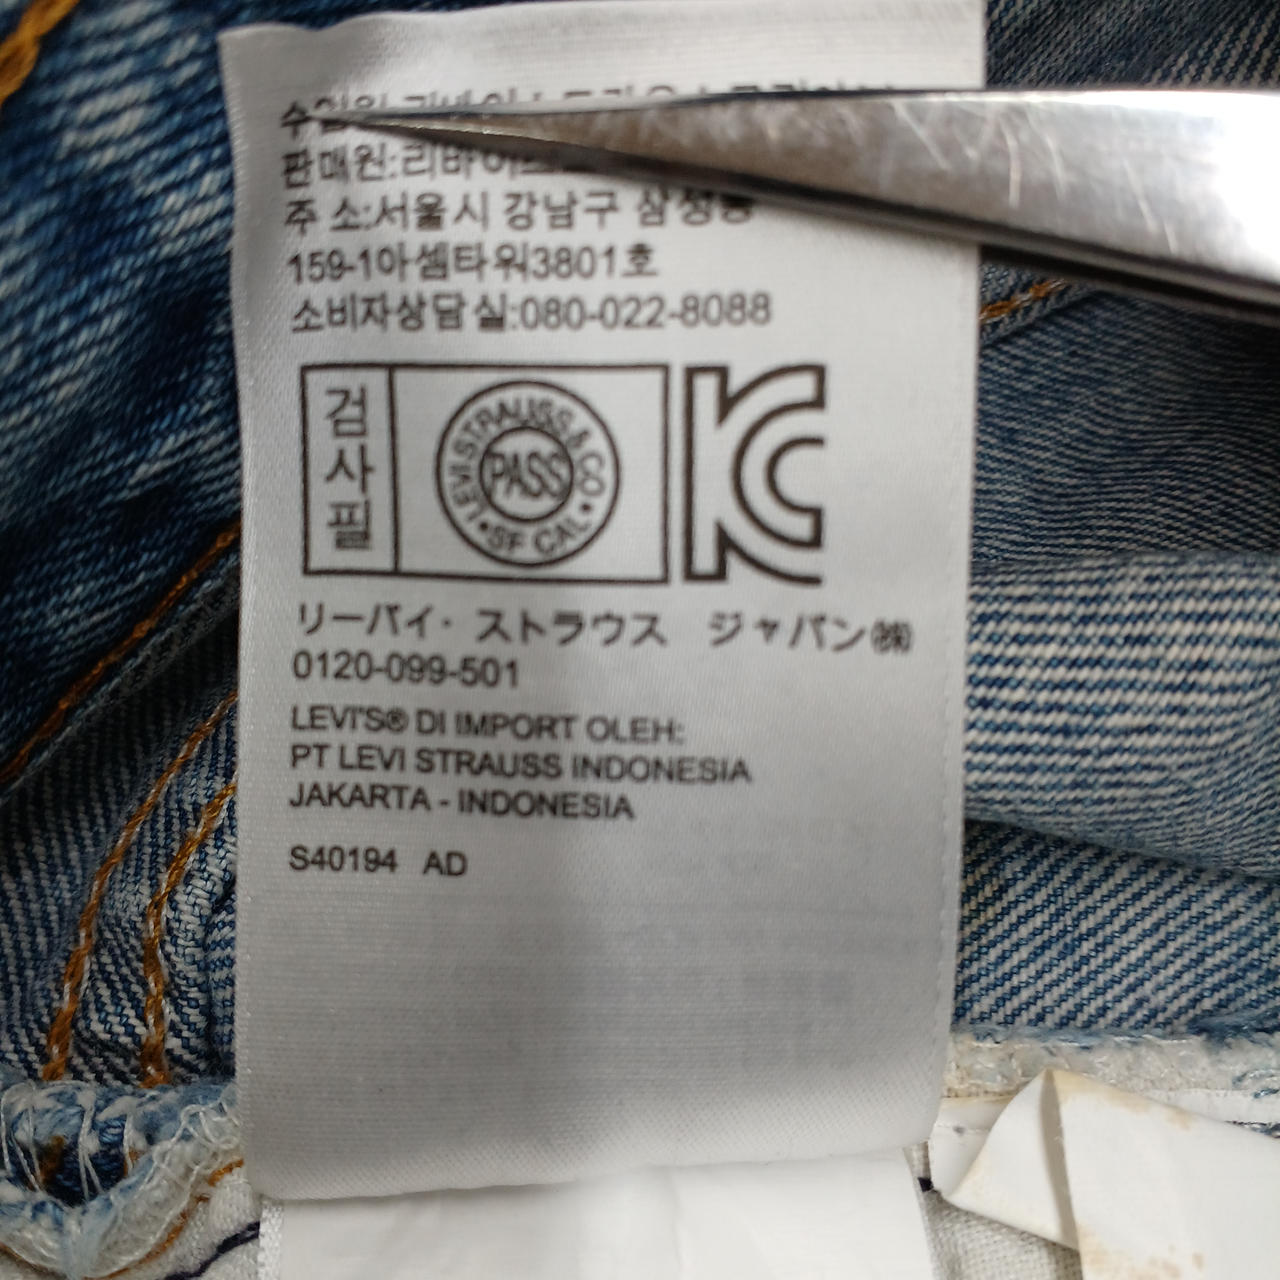 판매원:리바이
주 소:서울시 강남구 삼성동
159-1아셈타워3801호
소비자상담실:080-022-8088
검사필
LEVI STRAUSS & CO
PASS
SF CAL
KC
リーバイ・ストラウス ジャパン㈱
0120-099-501
LEVI'S® DI IMPORT OLEH:
PT LEVI STRAUSS INDONESIA
JAKARTA - INDONESIA
S40194 AD